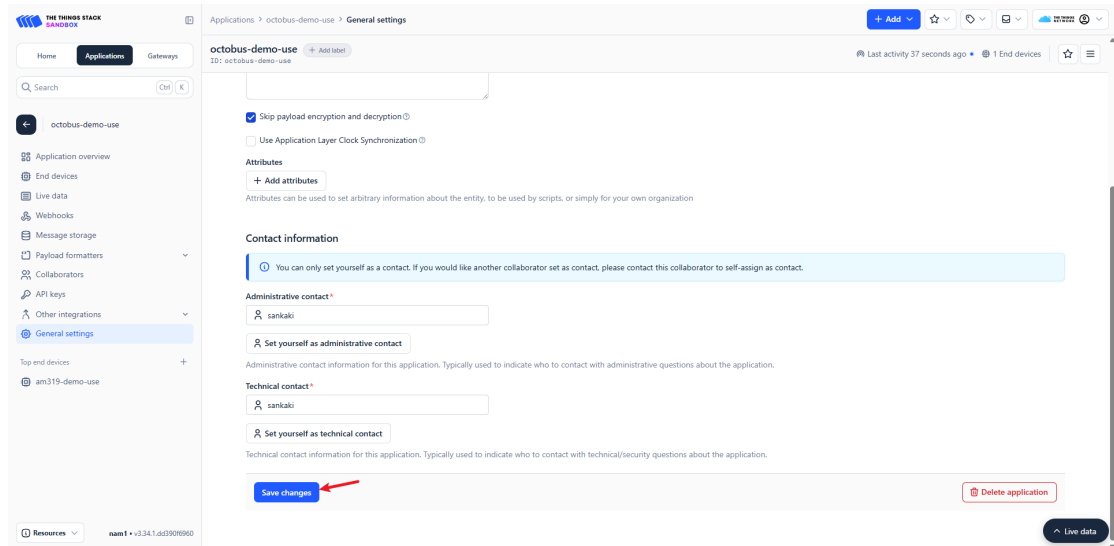 THE THINGS STACK
SANDBOX
Applications > octobus-demo-use > General settings
+ Add
THE THINGS
NETWORK
Home
Applications
Gateways
octobus-demo-use
+ Add label
ID: octobus-demo-use
Last activity 37 seconds ago
1 End devices
Search
Ctrl
K
octobus-demo-use
Application overview
End devices
Live data
Webhooks
Message storage
Payload formatters
Collaborators
API keys
Other integrations
General settings
Top end devices
+
am319-demo-use
Skip payload encryption and decryption
Use Application Layer Clock Synchronization
Attributes
+ Add attributes
Attributes can be used to set arbitrary information about the entity, to be used by scripts, or simply for your own organization
Contact information
You can only set yourself as a contact. If you would like another collaborator set as contact, please contact this collaborator to self-assign as contact.
Administrative contact*
sankaki
Set yourself as administrative contact
Administrative contact information for this application. Typically used to indicate who to contact with administrative questions about the application.
Technical contact*
sankaki
Set yourself as technical contact
Technical contact information for this application. Typically used to indicate who to contact with technical/security questions about the application.
Save changes
Delete application
Resources
nam1 • v3.34.1.dd390f6960
Live data